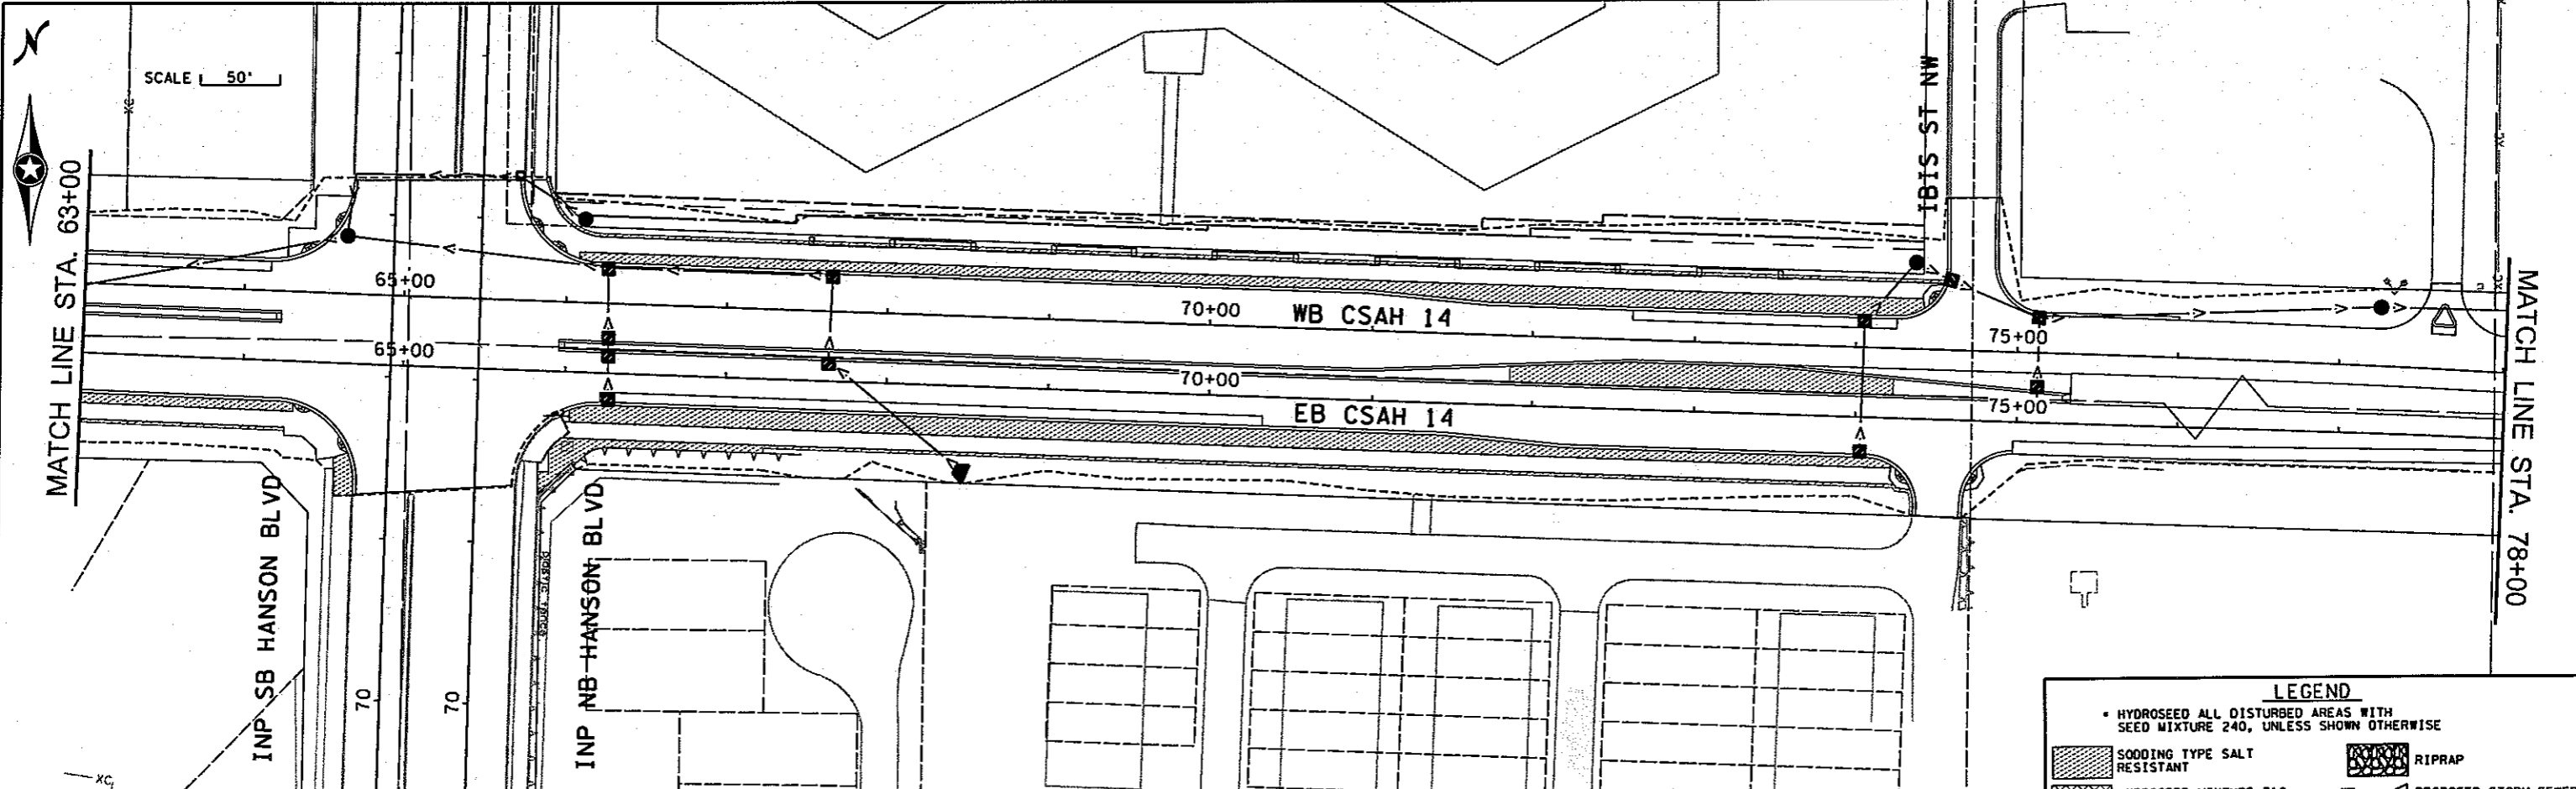 N
SCALE 50'
MATCH LINE STA. 63+00
65+00
65+00
70+00
WB CSAH 14
70+00
EB CSAH 14
IBIS ST NW
75+00
75+00
MATCH LINE STA. 78+00
INP SB HANSON BLVD
70
70
INP NB HANSON BLVD
XC
LEGEND
* HYDROSEED ALL DISTURBED AREAS WITH
SEED MIXTURE 240, UNLESS SHOWN OTHERWISE
SODDING TYPE SALT
RESISTANT
RIPRAP